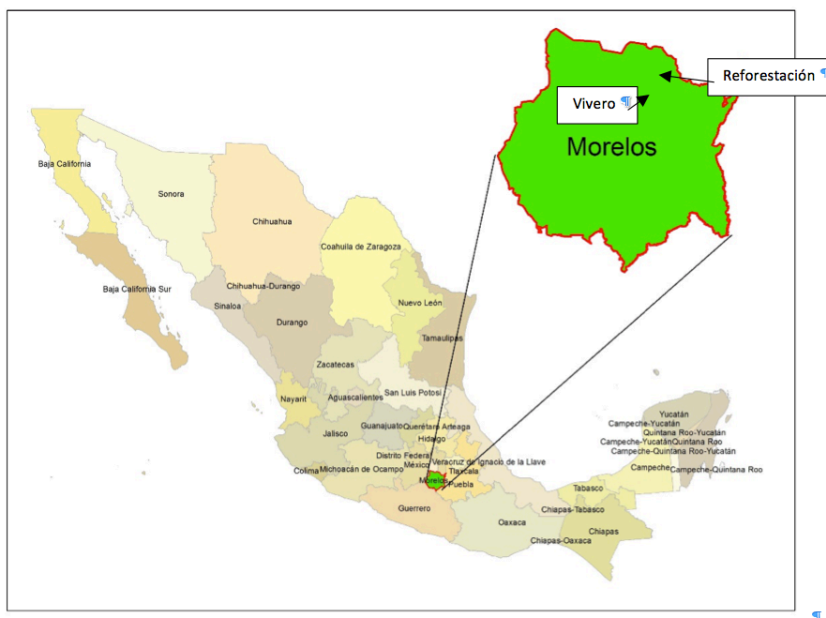 Reforestación ¶
Vivero ¶
Morelos
Baja California
Sonora
Chihuahua
Coahuila de Zaragoza
Baja California Sur
Chihuahua-Durango
Sinaloa
Nuevo León
Durango
Tamaulipas
Zacatecas
San Luis Potosí
Nayarit
Aguascalientes
Yucatán
Campeche-Yucatán
Guanajuato
Querétaro Arteaga
Jalisco
Quintana Roo-Yucatán
Hidalgo
Campeche-Yucatán
Quintana Roo
Campeche-Quintana Roo-Yucatán
Distrito Federal
México
Veracruz de Ignacio de la Llave
Colima
Michoacán de Ocampo
Tlaxcala
Campeche
Campeche-Quintana Roo
Morelos
Puebla
Tabasco
Guerrero
Chiapas-Tabasco
Oaxaca
Chiapas
Chiapas-Oaxaca
¶